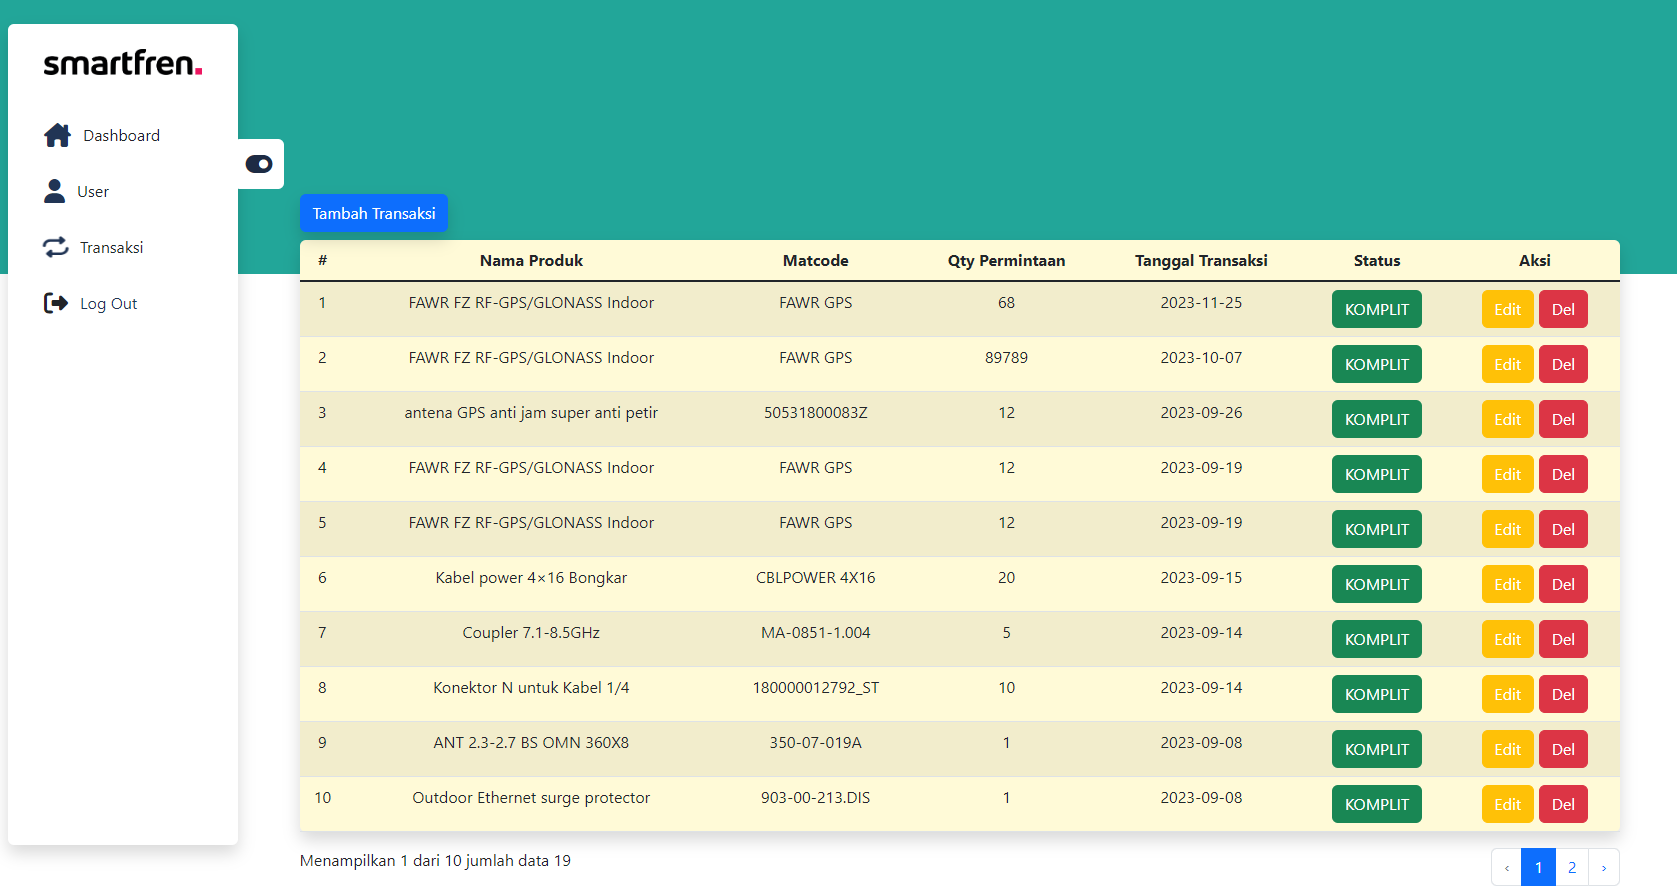 smartfren.
Dashboard
User
Transaksi
Log Out
Tambah Transaksi
# Nama Produk Matcode Qty Permintaan Tanggal Transaksi Status Aksi
1 FAWR FZ RF-GPS/GLONASS Indoor FAWR GPS 68 2023-11-25 KOMPLIT Edit Del
2 FAWR FZ RF-GPS/GLONASS Indoor FAWR GPS 89789 2023-10-07 KOMPLIT Edit Del
3 antena GPS anti jam super anti petir 50531800083Z 12 2023-09-26 KOMPLIT Edit Del
4 FAWR FZ RF-GPS/GLONASS Indoor FAWR GPS 12 2023-09-19 KOMPLIT Edit Del
5 FAWR FZ RF-GPS/GLONASS Indoor FAWR GPS 12 2023-09-19 KOMPLIT Edit Del
6 Kabel power 4×16 Bongkar CBLPOWER 4X16 20 2023-09-15 KOMPLIT Edit Del
7 Coupler 7.1-8.5GHz MA-0851-1.004 5 2023-09-14 KOMPLIT Edit Del
8 Konektor N untuk Kabel 1/4 180000012792_ST 10 2023-09-14 KOMPLIT Edit Del
9 ANT 2.3-2.7 BS OMN 360X8 350-07-019A 1 2023-09-08 KOMPLIT Edit Del
10 Outdoor Ethernet surge protector 903-00-213.DIS 1 2023-09-08 KOMPLIT Edit Del
Menampilkan 1 dari 10 jumlah data 19
‹ 1 2 ›